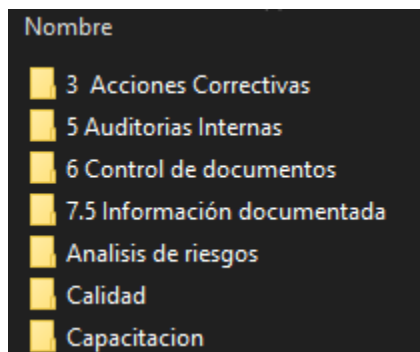 Nombre
3 Acciones Correctivas
5 Auditorias Internas
6 Control de documentos
7.5 Información documentada
Analisis de riesgos
Calidad
Capacitacion